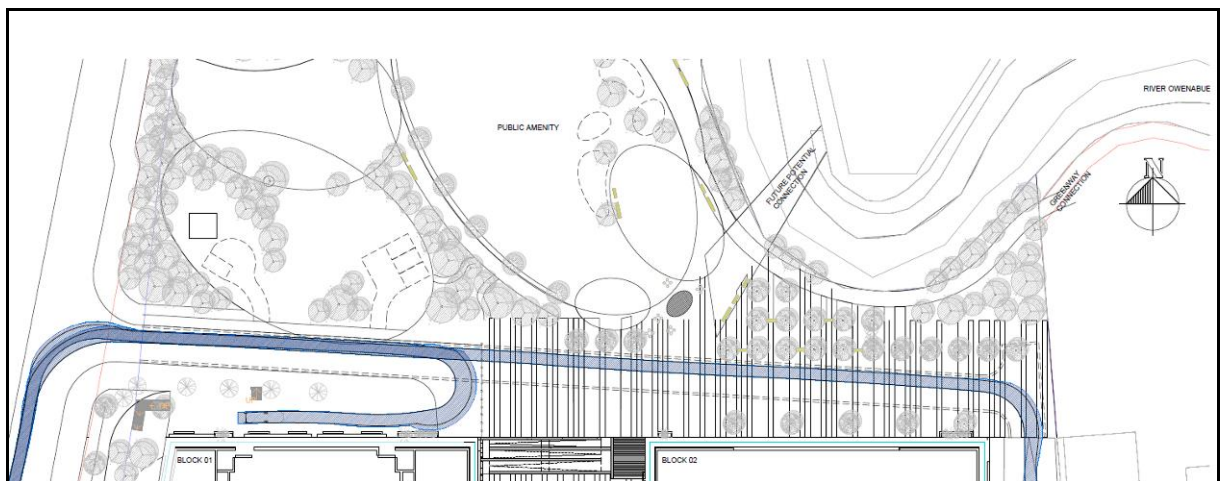 RIVER OWENABUE
PUBLIC AMENITY
FUTURE POTENTIAL
CONNECTION
GREENWAY
CONNECTION
N
BLOCK 01
BLOCK 02